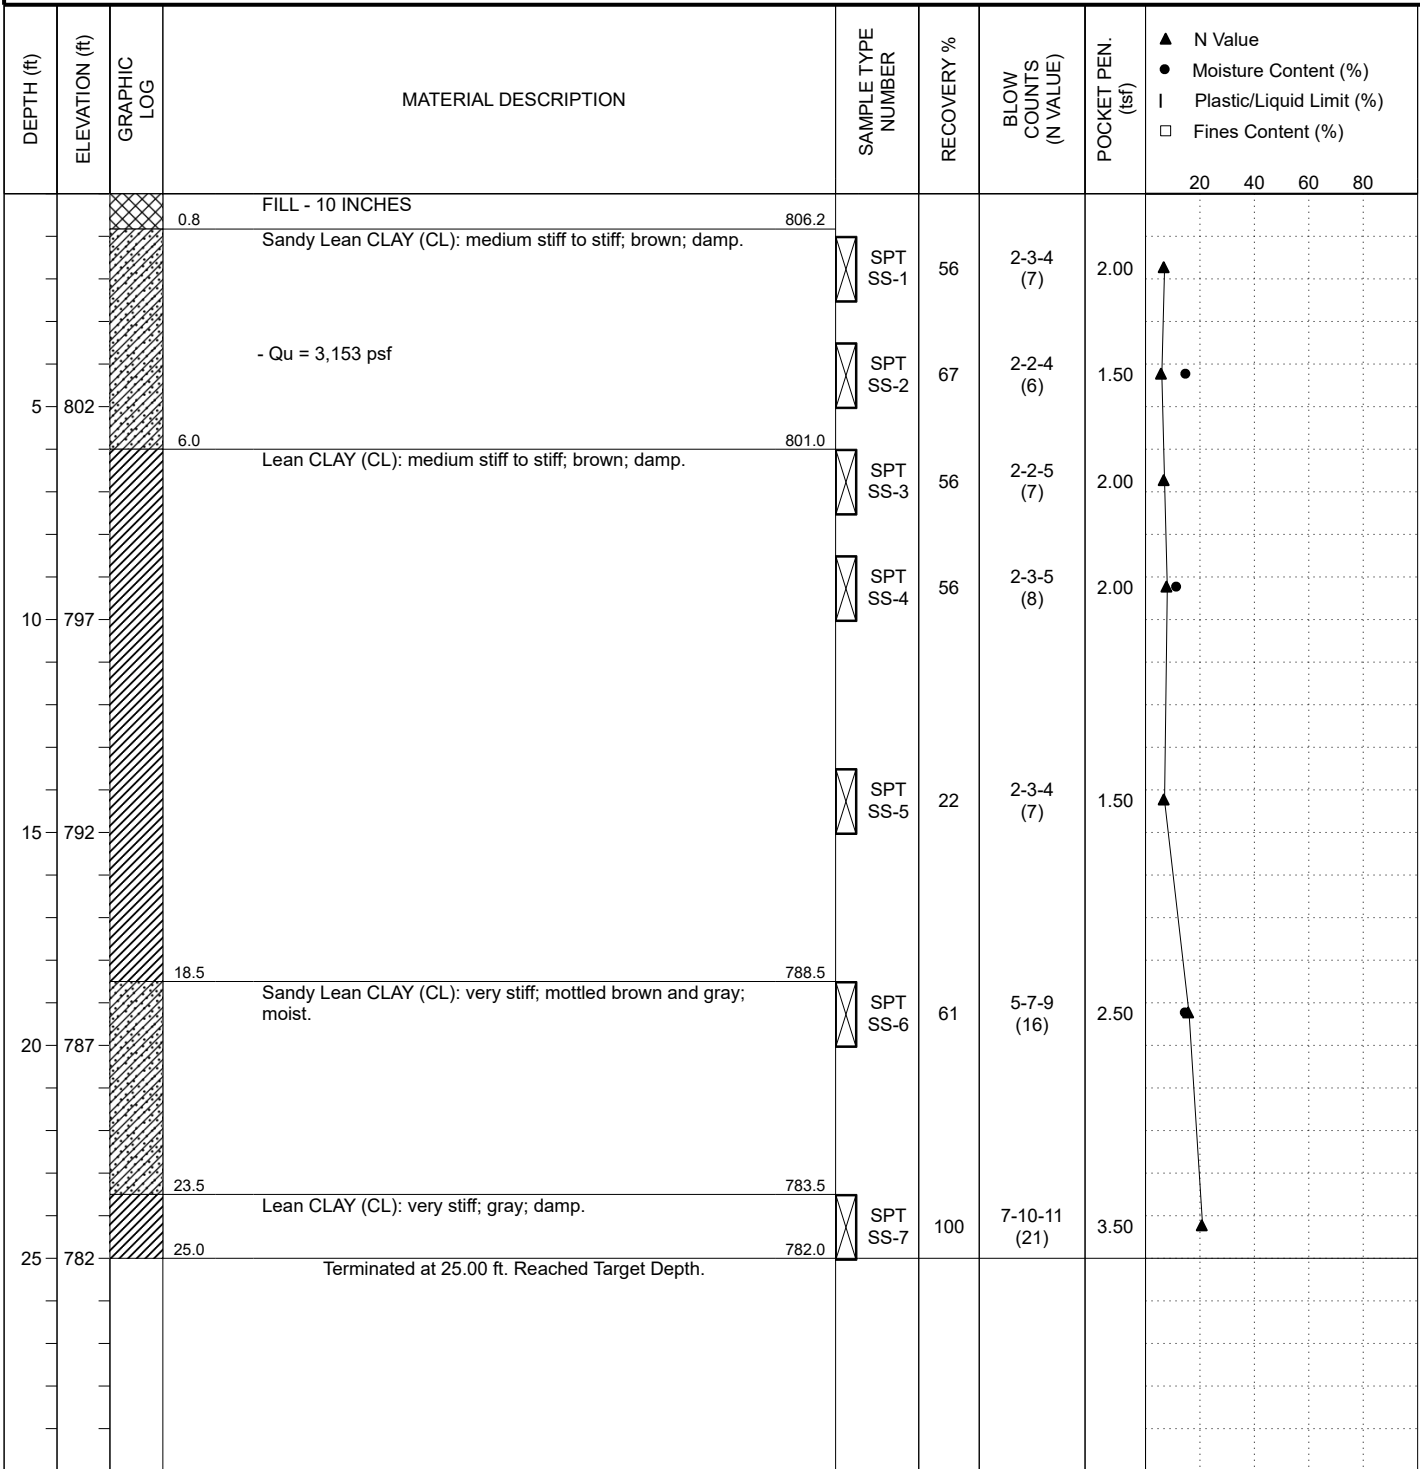 DEPTH (ft)
ELEVATION (ft)
GRAPHIC
LOG
MATERIAL DESCRIPTION
SAMPLE TYPE
NUMBER
RECOVERY %
BLOW
COUNTS
(N VALUE)
POCKET PEN.
(tsf)
▲ N Value
● Moisture Content (%)
I Plastic/Liquid Limit (%)
□ Fines Content (%)
20 40 60 80
FILL - 10 INCHES
0.8 806.2
Sandy Lean CLAY (CL): medium stiff to stiff; brown; damp.
SPT
SS-1
56
2-3-4
(7)
2.00
- Qu = 3,153 psf
SPT
SS-2
67
2-2-4
(6)
1.50
5 802
6.0 801.0
Lean CLAY (CL): medium stiff to stiff; brown; damp.
SPT
SS-3
56
2-2-5
(7)
2.00
SPT
SS-4
56
2-3-5
(8)
2.00
10 797
SPT
SS-5
22
2-3-4
(7)
1.50
15 792
18.5 788.5
Sandy Lean CLAY (CL): very stiff; mottled brown and gray;
moist.
SPT
SS-6
61
5-7-9
(16)
2.50
20 787
23.5 783.5
Lean CLAY (CL): very stiff; gray; damp.
SPT
SS-7
100
7-10-11
(21)
3.50
25 782
25.0 782.0
Terminated at 25.00 ft. Reached Target Depth.